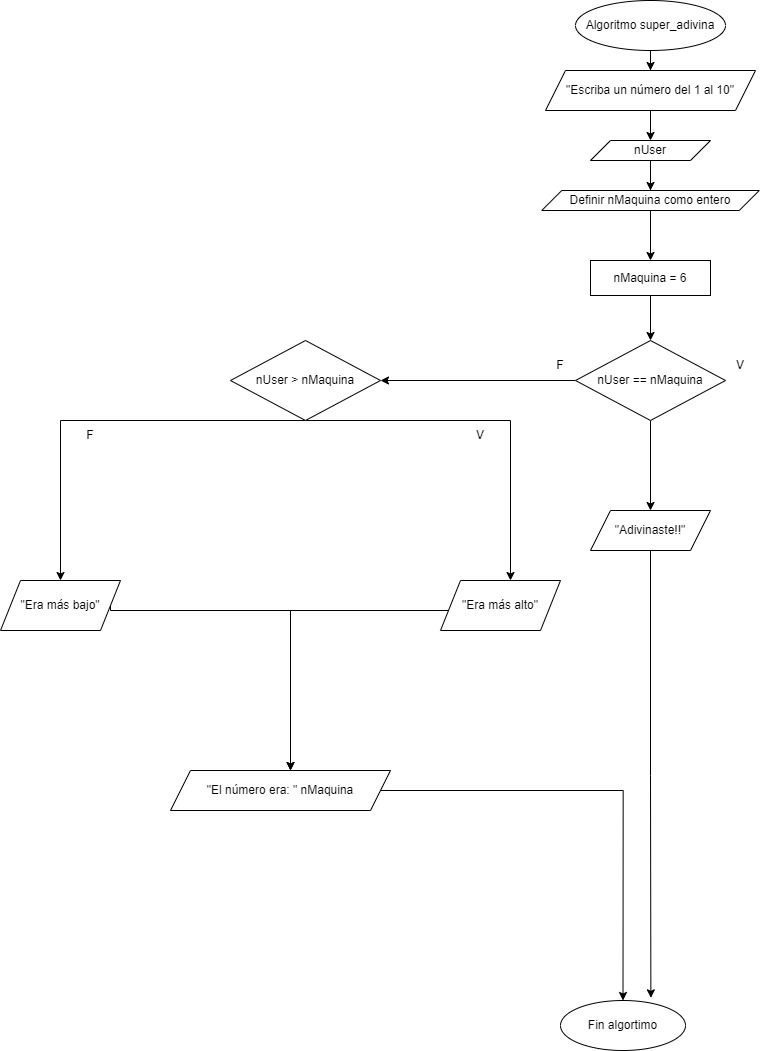 Algoritmo super_adivina
"Escriba un número del 1 al 10"
nUser
Definir nMaquina como entero
nMaquina = 6
F
V
nUser > nMaquina
nUser == nMaquina
F
V
"Adivinaste!!"
"Era más bajo"
"Era más alto"
"El número era: " nMaquina
Fin algortimo